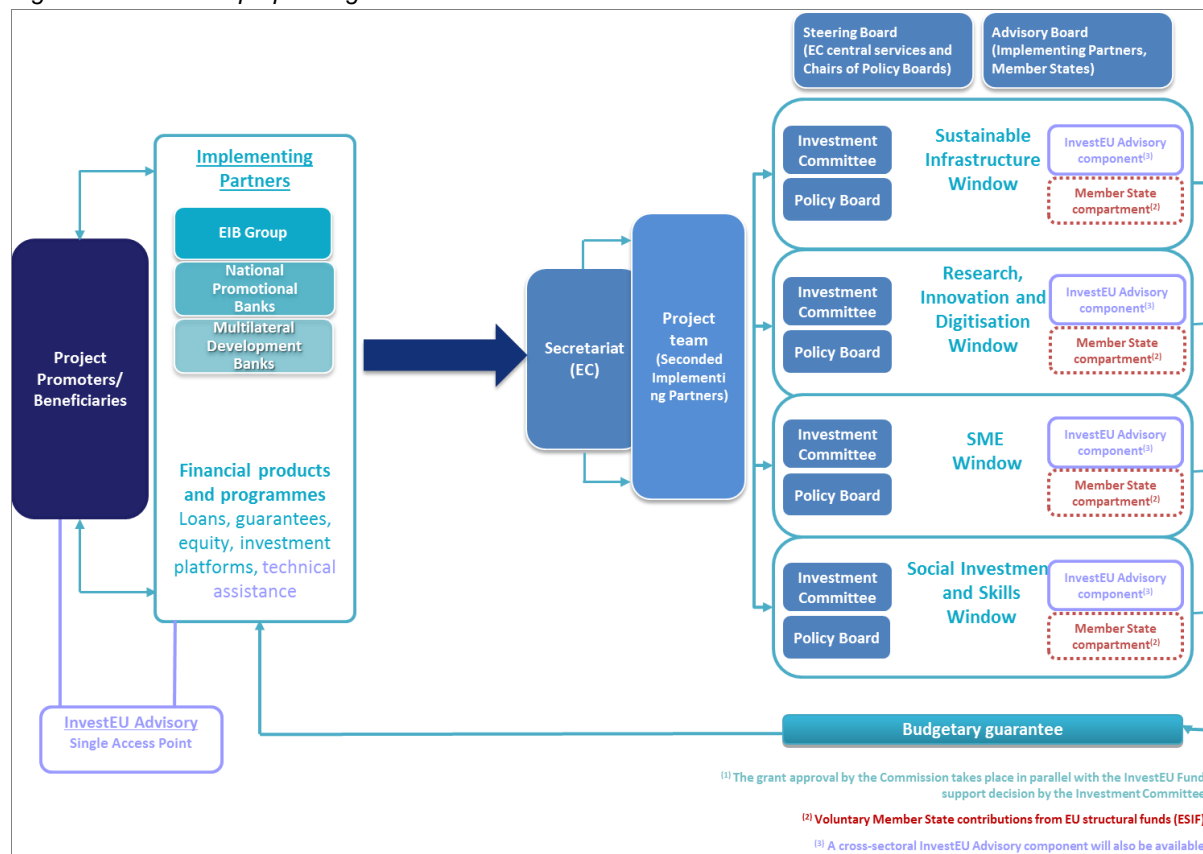 Steering Board
(EC central services and
Chairs of Policy Boards)
Advisory Board
(Implementing Partners,
Member States)
Implementing
Partners
EIB Group
National
Promotional
Banks
Multilateral
Development
Banks
Project
Promoters/
Beneficiaries
Financial products
and programmes
Loans, guarantees,
equity, investment
platforms, technical
assistance
InvestEU Advisory
Single Access Point
Secretariat
(EC)
Project
team
(Seconded
Implementi
ng Partners)
Investment
Committee
Policy Board
Sustainable
Infrastructure
Window
InvestEU Advisory
component(3)
Member State
compartment(2)
Investment
Committee
Policy Board
Research,
Innovation and
Digitisation
Window
InvestEU Advisory
component(3)
Member State
compartment(2)
Investment
Committee
Policy Board
SME
Window
InvestEU Advisory
component(3)
Member State
compartment(2)
Investment
Committee
Policy Board
Social Investmen
and Skills
Window
InvestEU Advisory
component(3)
Member State
compartment(2)
Budgetary guarantee
(1) The grant approval by the Commission takes place in parallel with the InvestEU Fund
support decision by the Investment Committee
(2) Voluntary Member State contributions from EU structural funds (ESIF)
(3) A cross-sectoral InvestEU Advisory component will also be available